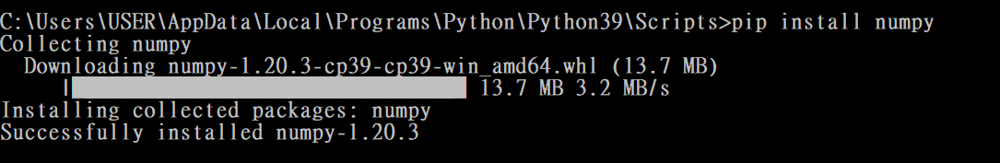 C:\Users\USER\AppData\Local\Programs\Python\Python39\Scripts>pip install numpy
Collecting numpy
  Downloading numpy-1.20.3-cp39-cp39-win_amd64.whl (13.7 MB)
     |████████████████████████████████| 13.7 MB 3.2 MB/s
Installing collected packages: numpy
Successfully installed numpy-1.20.3